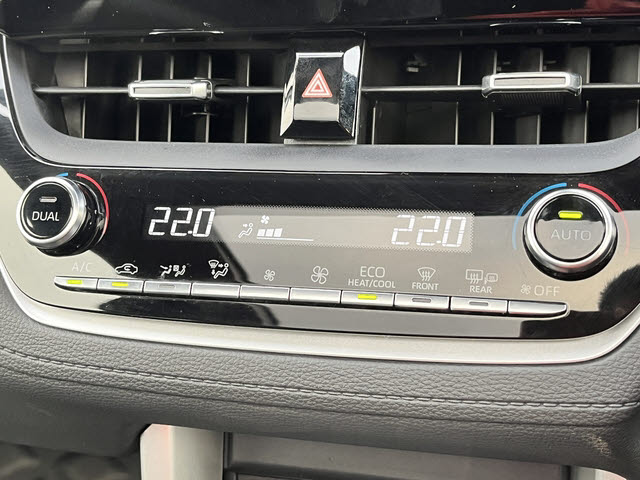 DUAL
22.0
22.0
AUTO
A/C
ECO
HEAT/COOL
FRONT
REAR
OFF